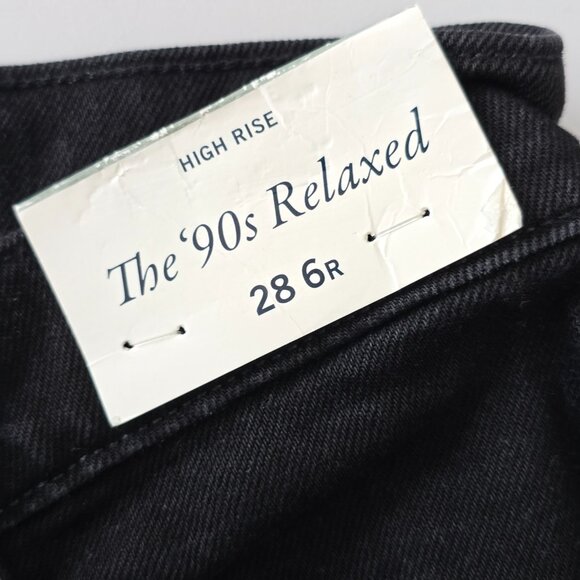 HIGH RISE
The ‘90s Relaxed
28 6R